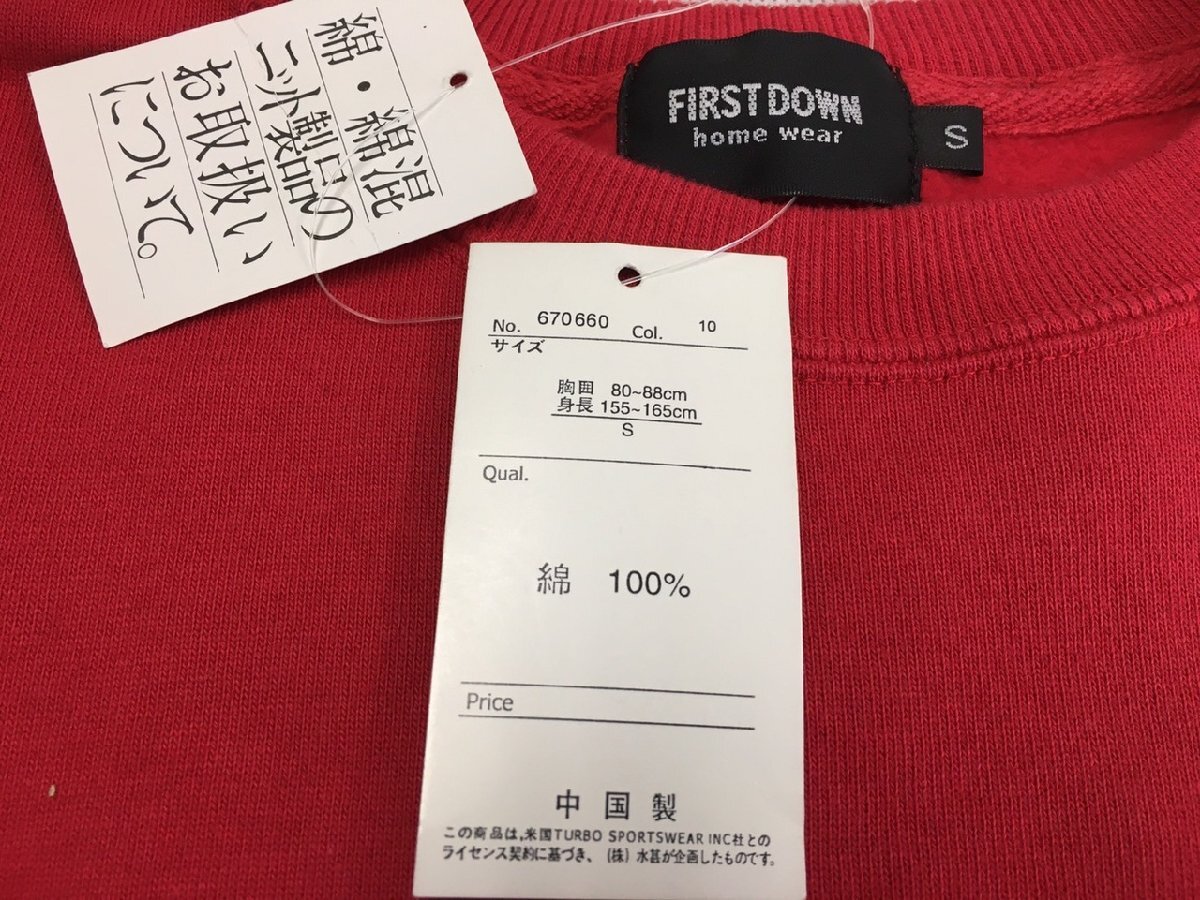 綿・綿混
ニット製品の
お取扱い
について。
FIRST DOWN
home wear
S
No. 670660 Col. 10
サイズ
胸囲 80~88cm
身長 155~165cm
S
Qual.
綿 100%
Price
中国製
この商品は,米国TURBO SPORTSWEAR INC社との
ライセンス契約に基づき、(株)水甚が企画したものです。